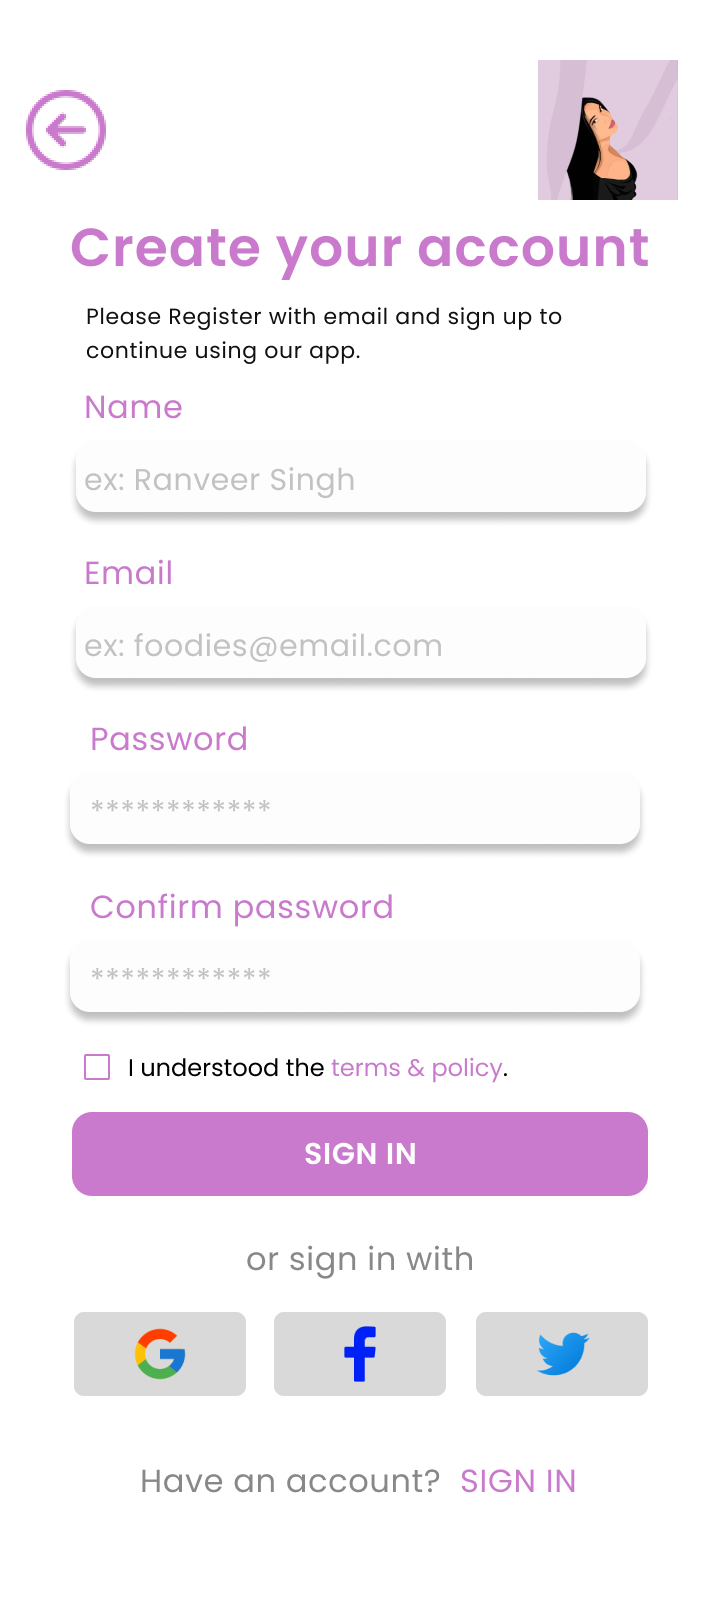 Create your account
Please Register with email and sign up to
continue using our app.
Name
ex: Ranveer Singh
Email
ex: foodies@email.com
Password
************
Confirm password
************
I understood the terms & policy.
SIGN IN
or sign in with
Have an account? SIGN IN